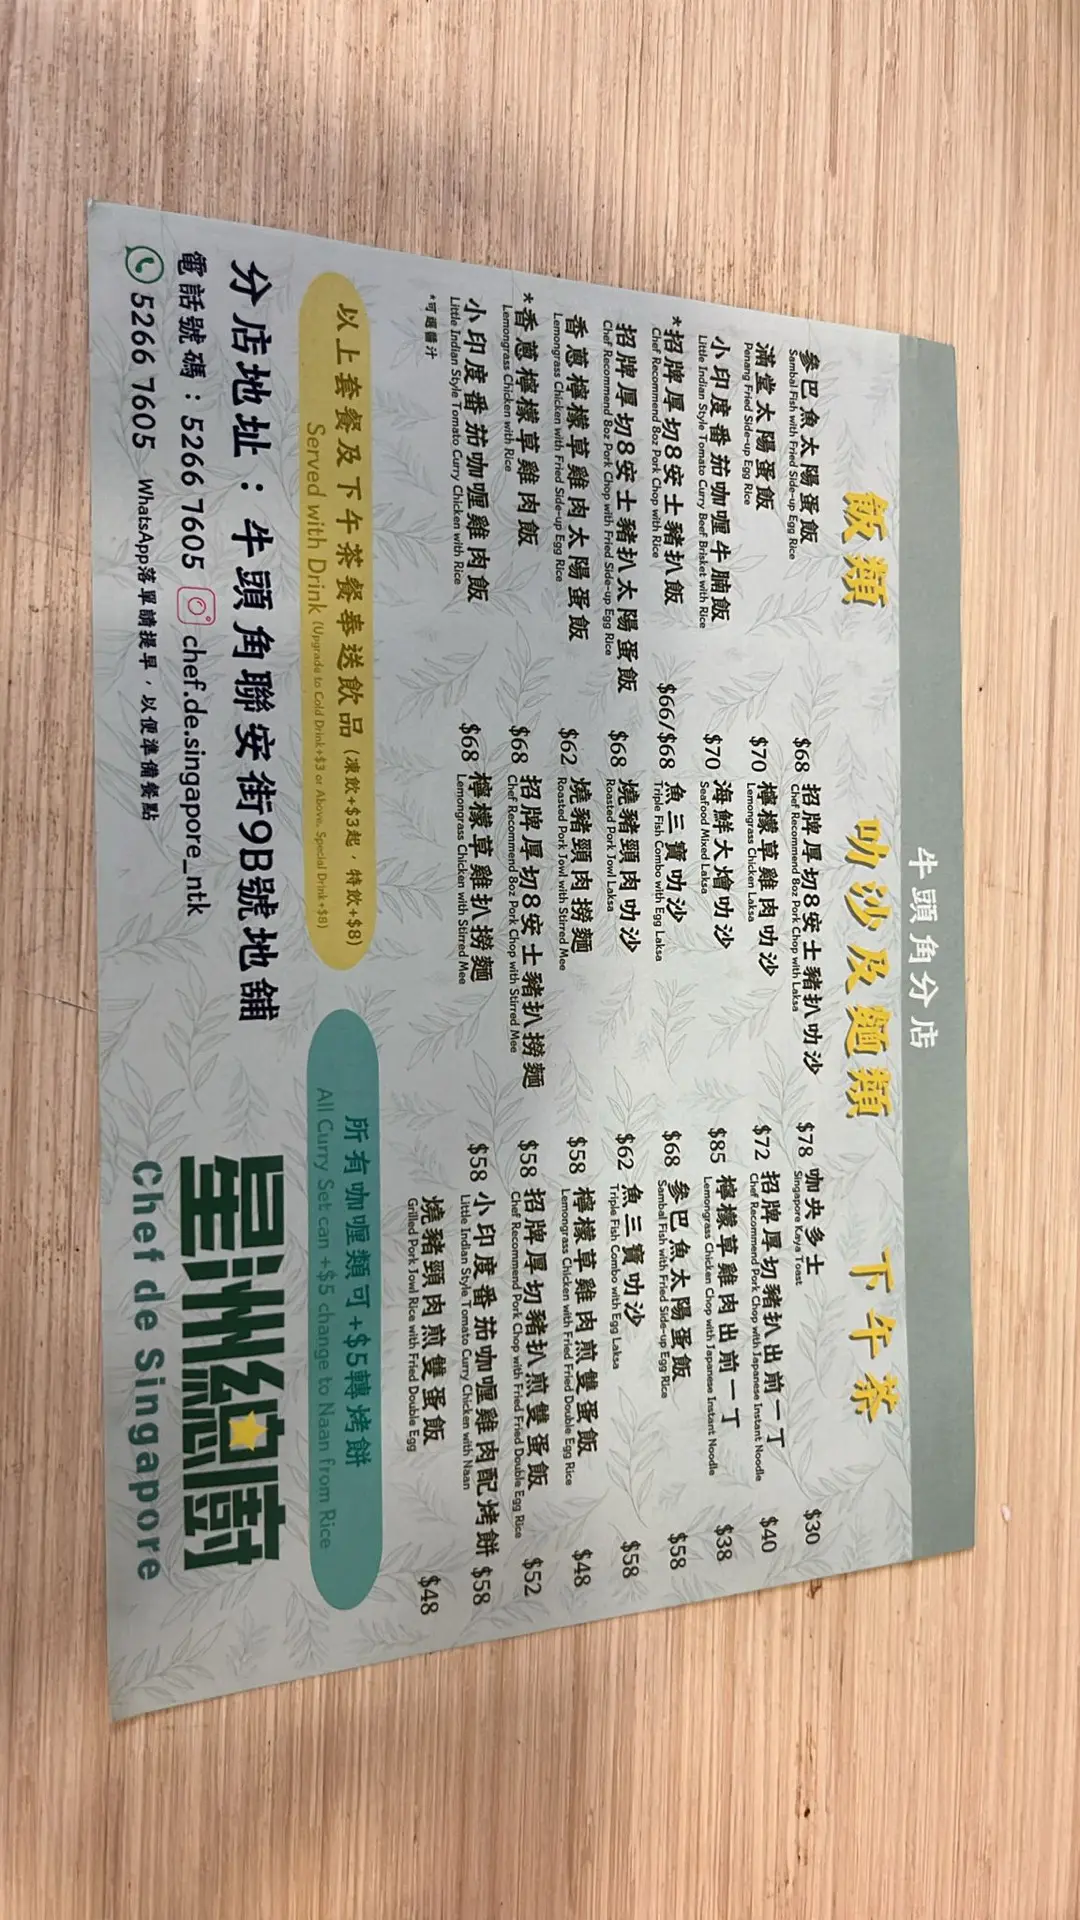 牛頭角分店
飯類
參巴魚太陽蛋飯 $68
Sambal Fish with Fried Side-up Egg Rice
滿堂太陽蛋飯 $70
Penang Fried Side-up Egg Rice
小印度番茄咖喱牛腩飯 $70
Little Indian Style Tomato Curry Beef Brisket with Rice
*招牌厚切8安士豬扒飯 $66/$68
Chef Recommend 8oz Pork Chop with Rice
招牌厚切8安士豬扒太陽蛋飯 $68
Chef Recommend 8oz Pork Chop with Fried Side-up Egg Rice
香蔥檸檬草雞肉太陽蛋飯 $62
Lemongrass Chicken with Fried Side-up Egg Rice
*香蔥檸檬草雞肉飯 $68
Lemongrass Chicken with Rice
小印度番茄咖喱雞肉飯 $68
Little Indian Style Tomato Curry Chicken with Rice
*可選醬汁
叻沙及麵類
招牌厚切8安士豬扒叻沙 $78
Chef Recommend 8oz Pork Chop with Laksa
檸檬草雞肉叻沙 $72
Lemongrass Chicken Laksa
海鮮大燴叻沙 $85
Seafood Mixed Laksa
魚三寶叻沙 $68
Triple Fish Combo with Egg Laksa
燒豬頸肉叻沙 $62
Roasted Pork Jowl Laksa
燒豬頸肉撈麵 $58
Roasted Pork Jowl with Stirred Mee
招牌厚切8安士豬扒撈麵 $58
Chef Recommend 8oz Pork Chop with Stirred Mee
檸檬草雞扒撈麵 $58
Lemongrass Chicken with Stirred Mee
下午茶
咖央多士 $30
Singapore Kaya Toast
招牌厚切豬扒出前一丁 $40
Chef Recommend Pork Chop with Japanese Instant Noodle
檸檬草雞肉出前一丁 $38
Lemongrass Chicken Chop with Japanese Instant Noodle
參巴魚太陽蛋飯 $58
Sambal Fish with Fried Side-up Egg Rice
魚三寶叻沙 $58
Triple Fish Combo with Egg Laksa
檸檬草雞肉煎雙蛋飯 $48
Lemongrass Chicken with Fried Fried Double Egg Rice
招牌厚切豬扒煎雙蛋飯 $52
Chef Recommend Pork Chop with Fried Fried Double Egg Rice
小印度番茄咖喱雞肉配烤餅 $58
Little Indian Style Tomato Curry Chicken with Naan
燒豬頸肉煎雙蛋飯 $48
Grilled Pork Jowl Rice with Fried Double Egg
以上套餐及下午茶餐奉送飲品 (凍飲+$3起，特飲+$8)
Served with Drink (Upgrade to Cold Drink+$3 or Above, Special Drink+$8)
所有咖喱類可+$5轉烤餅
All Curry Set can +$5 change to Naan from Rice
分店地址：牛頭角聯安街9B號地舖
電話號碼：5266 7605 chef.de.singapore_ntk
5266 7605 WhatsApp落單請提早，以便準備餐點
星洲總廚
Chef de Singapore